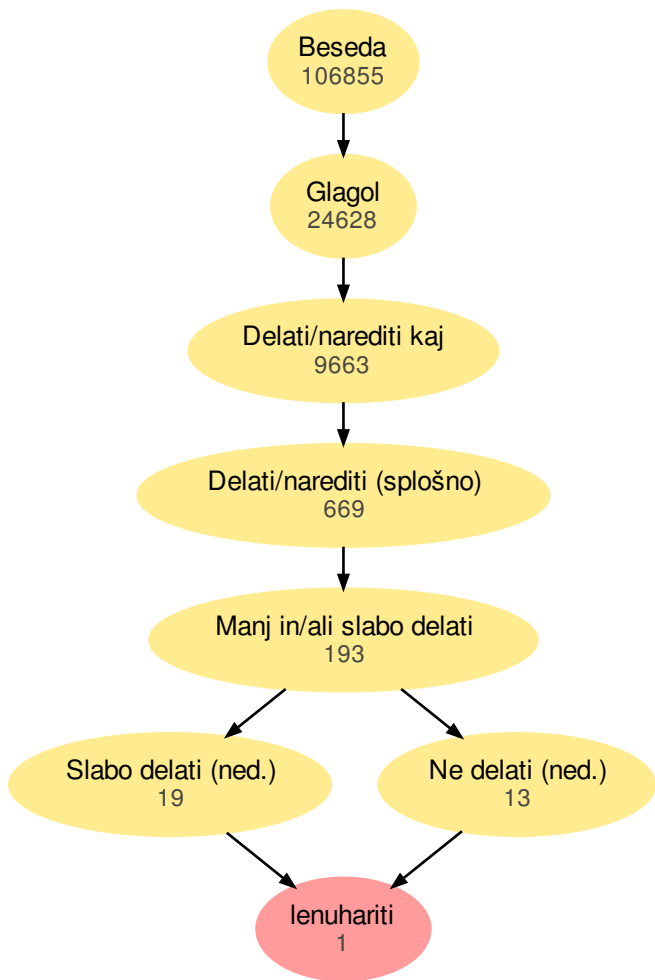 Beseda
106855
Glagol
24628
Delati/narediti kaj
9663
Delati/narediti (splošno)
669
Manj in/ali slabo delati
193
Slabo delati (ned.)
19
Ne delati (ned.)
13
lenuhariti
1